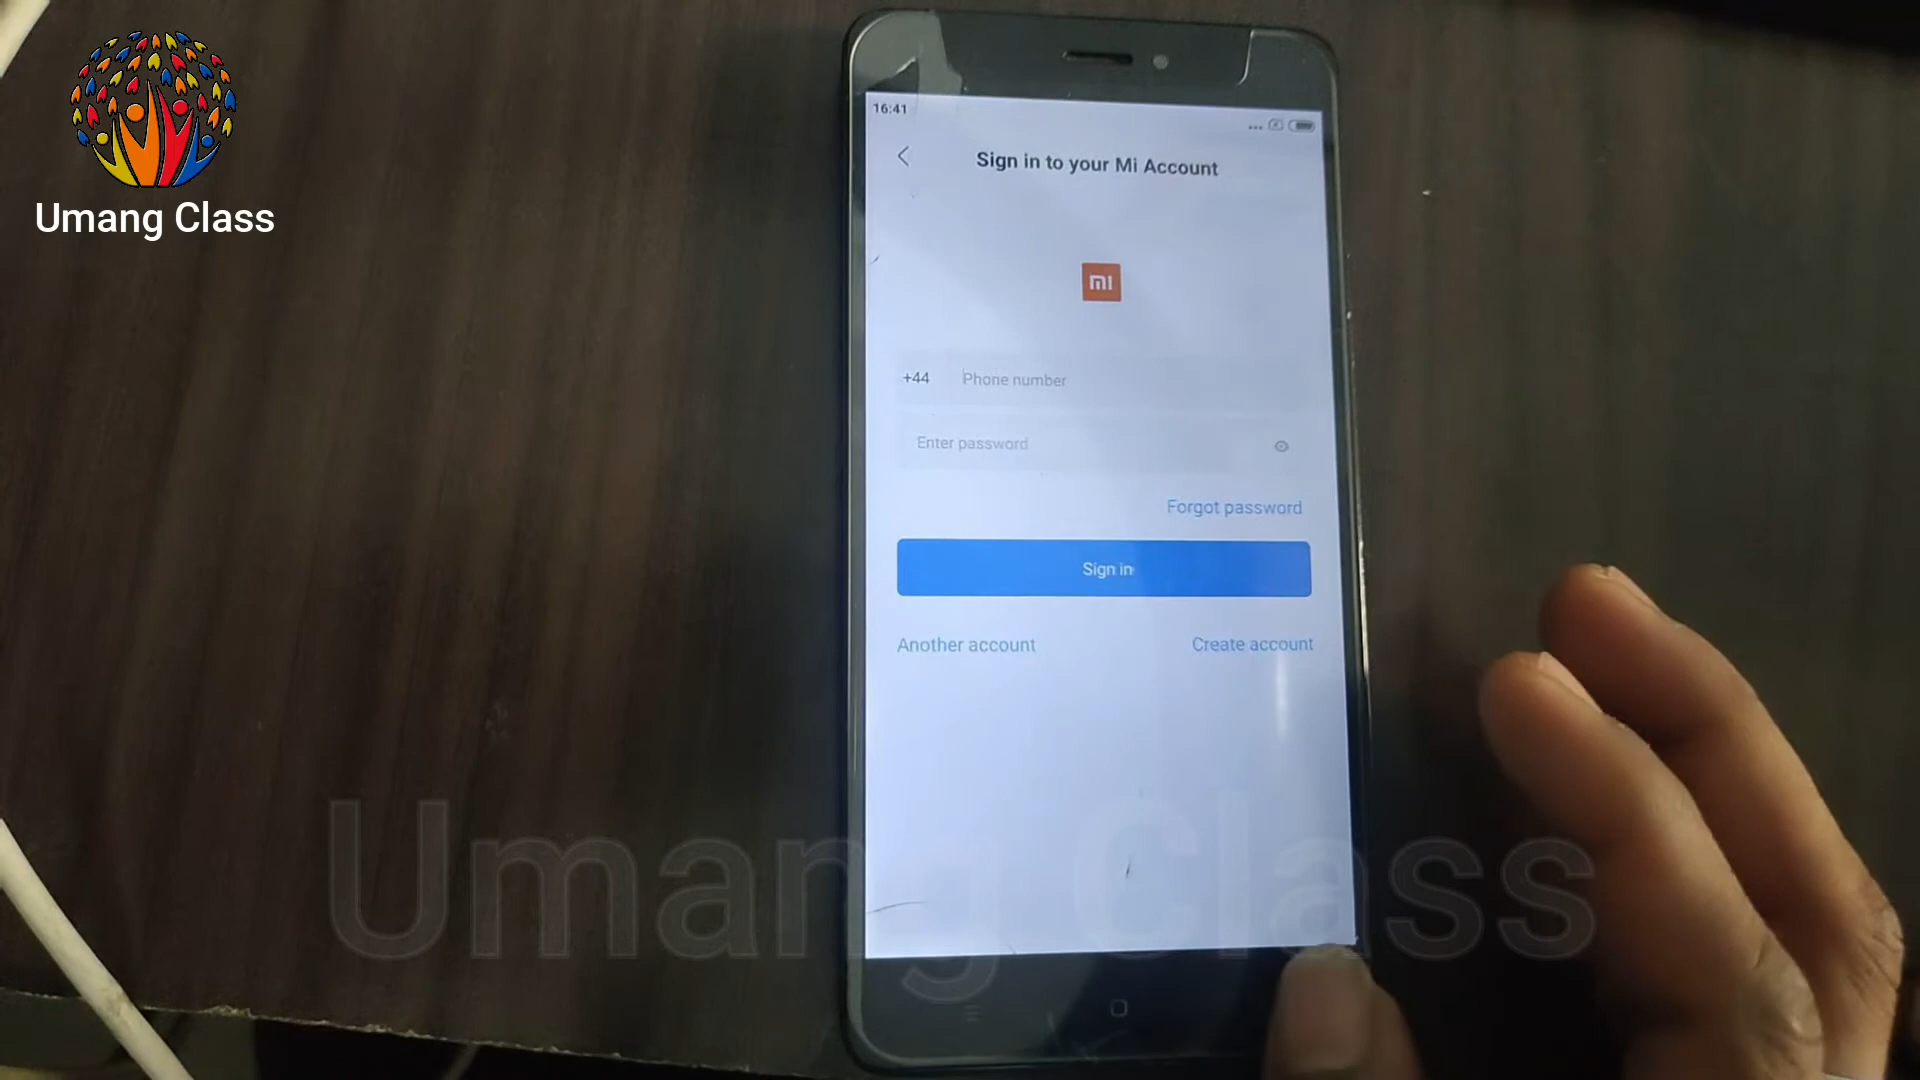 Umang Class
16:41
Sign in to your Mi Account
mi
+44 Phone number
Enter password
Forgot password
Sign in
Another account Create account
Umang Class